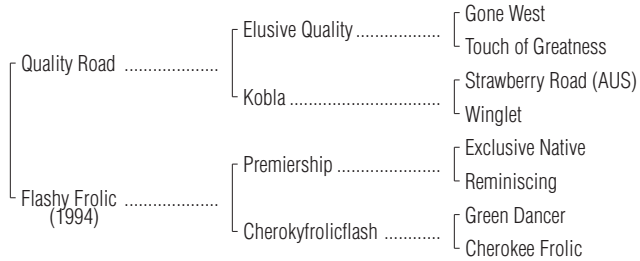 Gone West
Elusive Quality ..................
Touch of Greatness
Quality Road ....................
Strawberry Road (AUS)
Kobla ................................
Winglet
Exclusive Native
Premiership ......................
Reminiscing
Flashy Frolic ....................
(1994)
Green Dancer
Cherokyfrolicflash ............
Cherokee Frolic